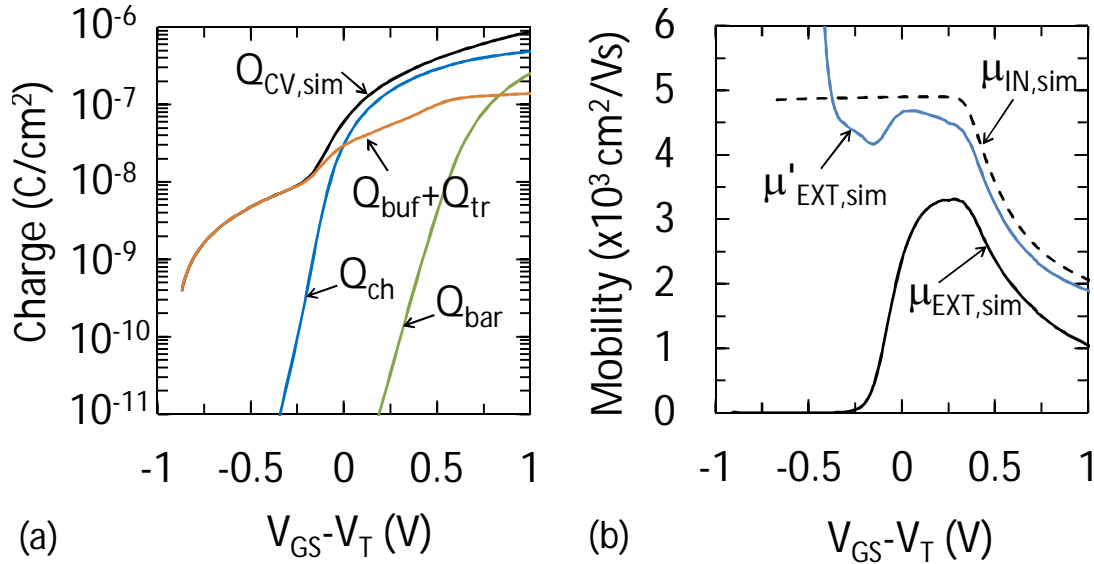 Charge (C/cm²)
10⁻⁶
10⁻⁷
10⁻⁸
10⁻⁹
10⁻¹⁰
10⁻¹¹
Q_CV,sim
Q_buf+Q_tr
Q_ch
Q_bar
-1 -0.5 0 0.5 1
V_GS-V_T (V)
(a)
Mobility (x10³ cm²/Vs)
6
5
4
3
2
1
0
μ_IN,sim
μ'_EXT,sim
μ_EXT,sim
-1 -0.5 0 0.5 1
V_GS-V_T (V)
(b)